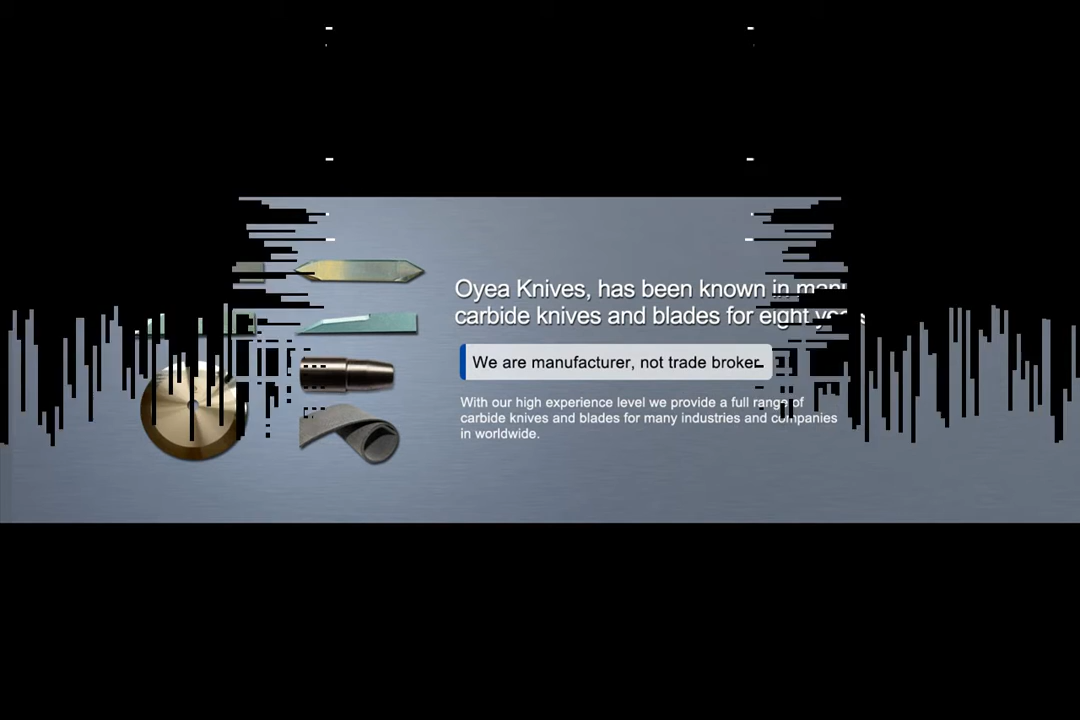 Oyea Knives, has been known in many
carbide knives and blades for eight years
We are manufacturer, not trade broker
With our high experience level we provide a full range of
carbide knives and blades for many industries and companies
in worldwide.